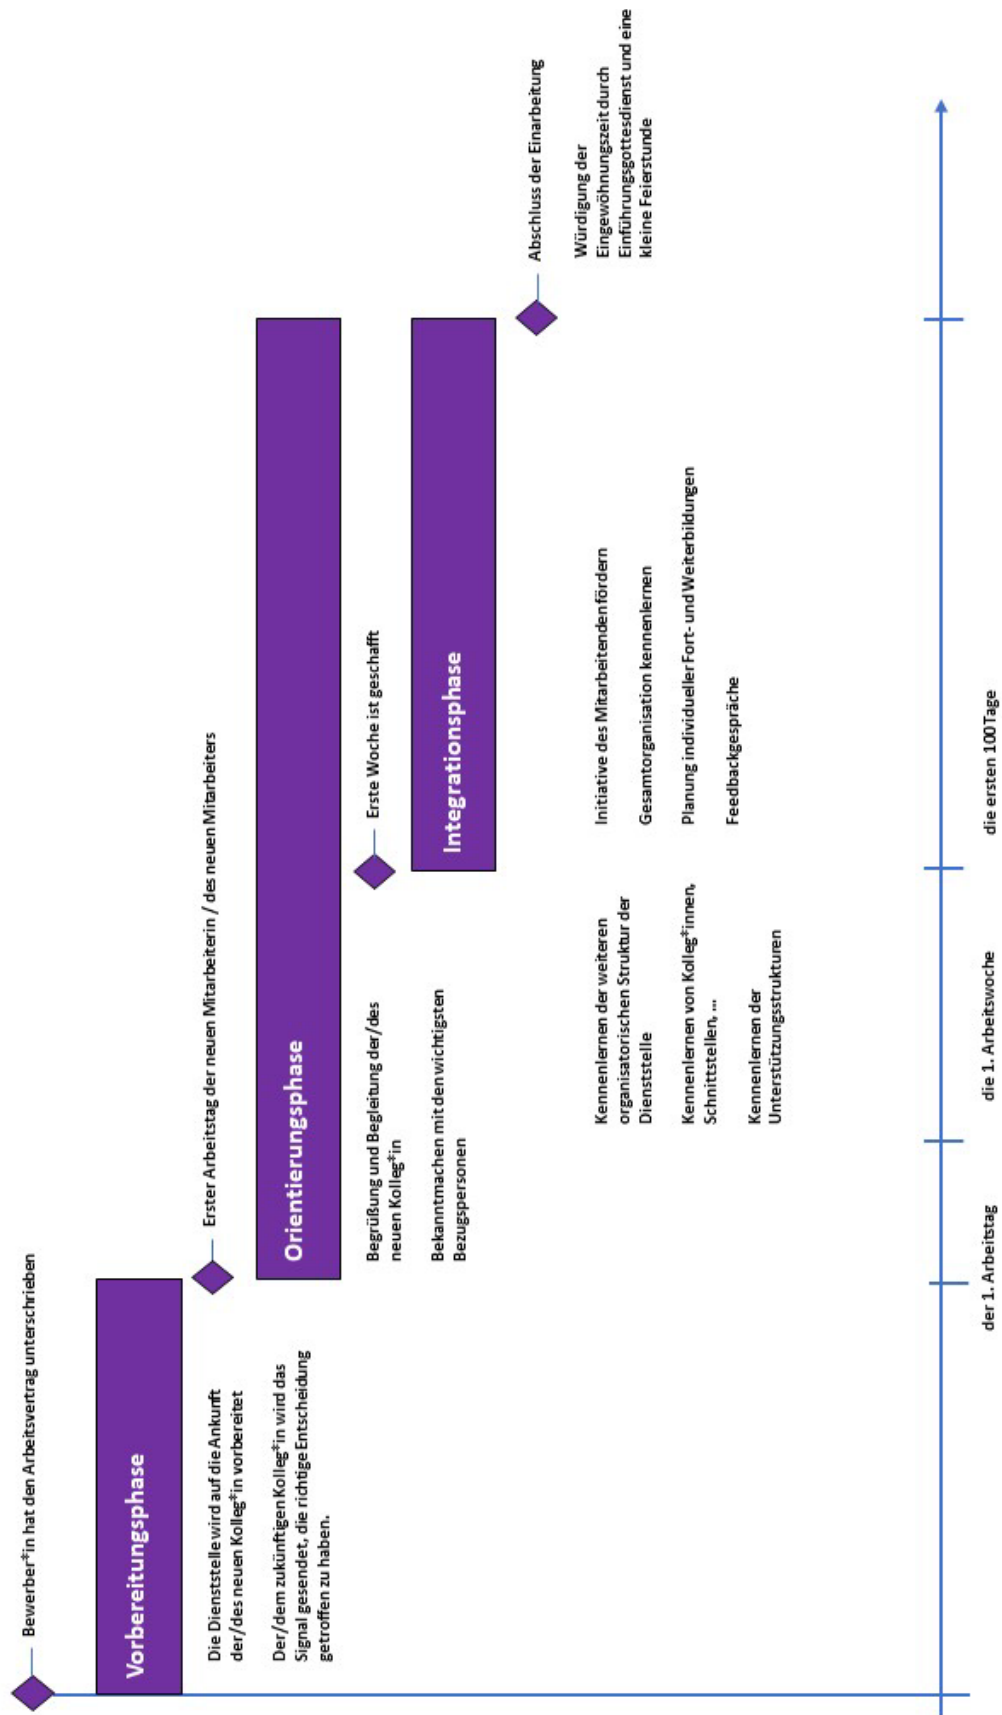 Bewerber*in hat den Arbeitsvertrag unterschrieben
Vorbereitungsphase
Die Dienststelle wird auf die Ankunft
der/des neuen Kolleg*in vorbereitet
Der/dem zukünftigen Kolleg*in wird das
Signal gesendet, die richtige Entscheidung
getroffen zu haben.
Erster Arbeitstag der neuen Mitarbeiterin / des neuen Mitarbeiters
Orientierungsphase
Begrüßung und Begleitung der/des
neuen Kolleg*in
Bekanntmachen mit den wichtigsten
Bezugspersonen
Erste Woche ist geschafft
Integrationsphase
Kennenlernen der weiteren
organisatorischen Struktur der
Dienststelle
Kennenlernen von Kolleg*innen,
Schnittstellen, ...
Kennenlernen der
Unterstützungsstrukturen
Initiative des Mitarbeitenden fördern
Gesamtorganisation kennenlernen
Planung individueller Fort- und Weiterbildungen
Feedbackgespräche
Abschluss der Einarbeitung
Würdigung der
Eingewöhnungszeit durch
Einführungsgottesdienst und eine
kleine Feierstunde
der 1. Arbeitstag
die 1. Arbeitswoche
die ersten 100 Tage